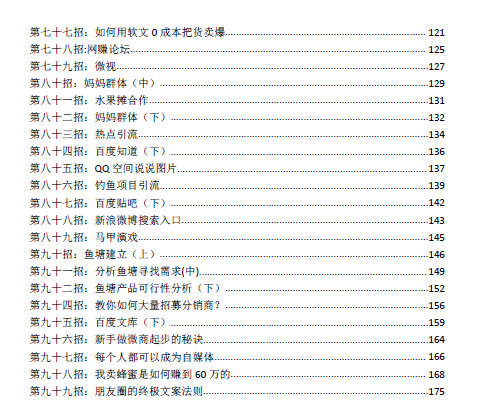 第七十七招：如何用软文 0 成本把货卖爆........................................................ 121
第七十八招:网赚论坛........................................................ 125
第七十九招：微视........................................................ 127
第八十招：妈妈群体（中）........................................................ 129
第八十一招：水果摊合作........................................................ 131
第八十二招：妈妈群体（下）........................................................ 132
第八十三招：热点引流........................................................ 134
第八十四招：百度知道（下）........................................................ 136
第八十五招：QQ 空间说说图片........................................................ 137
第八十六招：钓鱼项目引流........................................................ 139
第八十七招：百度贴吧（下）........................................................ 142
第八十八招：新浪微博搜索入口........................................................ 143
第八十九招：马甲演戏........................................................ 145
第九十招：鱼塘建立（上）........................................................ 146
第九十一招：分析鱼塘寻找需求(中)........................................................ 149
第九十二招：鱼塘产品可行性分析（下）........................................................ 152
第九十四招：教你如何大量招募分销商？........................................................ 156
第九十五招：百度文库（下）........................................................ 159
第九十六招：新手做微商起步的秘诀........................................................ 164
第九十七招：每个人都可以成为自媒体........................................................ 166
第九十八招：我卖蜂蜜是如何赚到 60 万的........................................................ 168
第九十九招：朋友圈的终极文案法则........................................................ 175